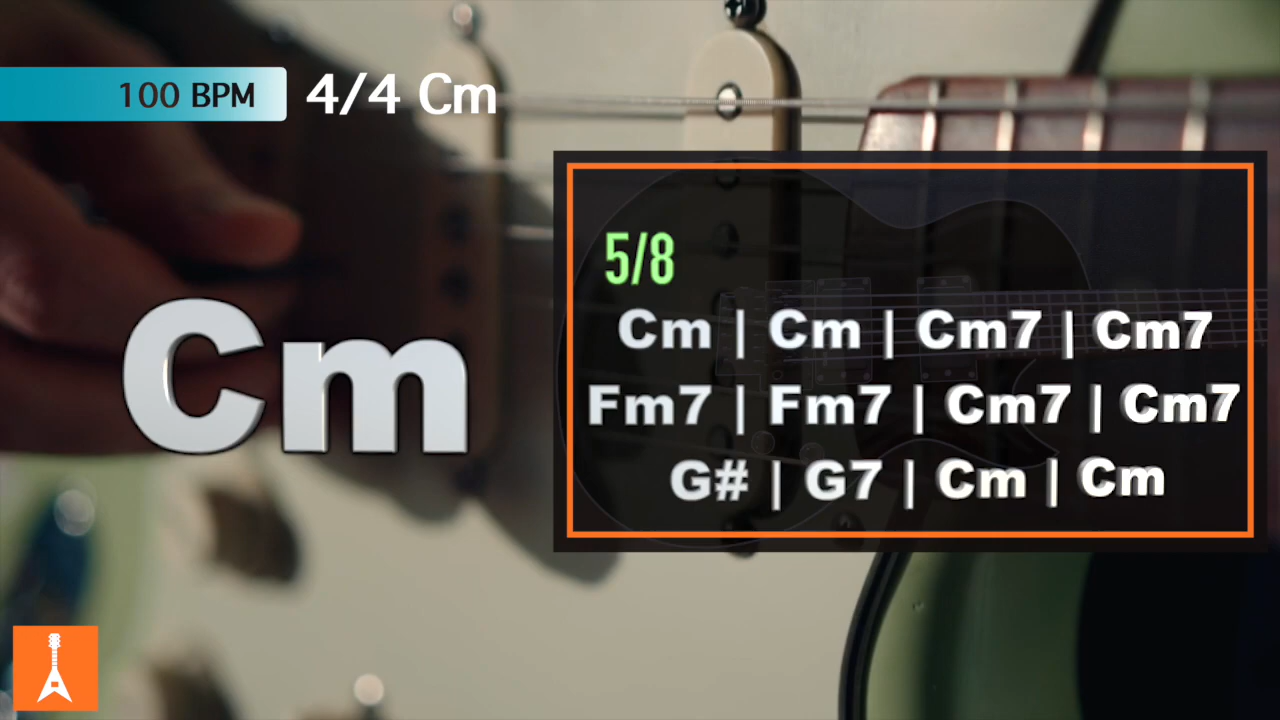 100 BPM 4/4 Cm
Cm
5/8
Cm | Cm | Cm7 | Cm7
Fm7 | Fm7 | Cm7 | Cm7
G# | G7 | Cm | Cm